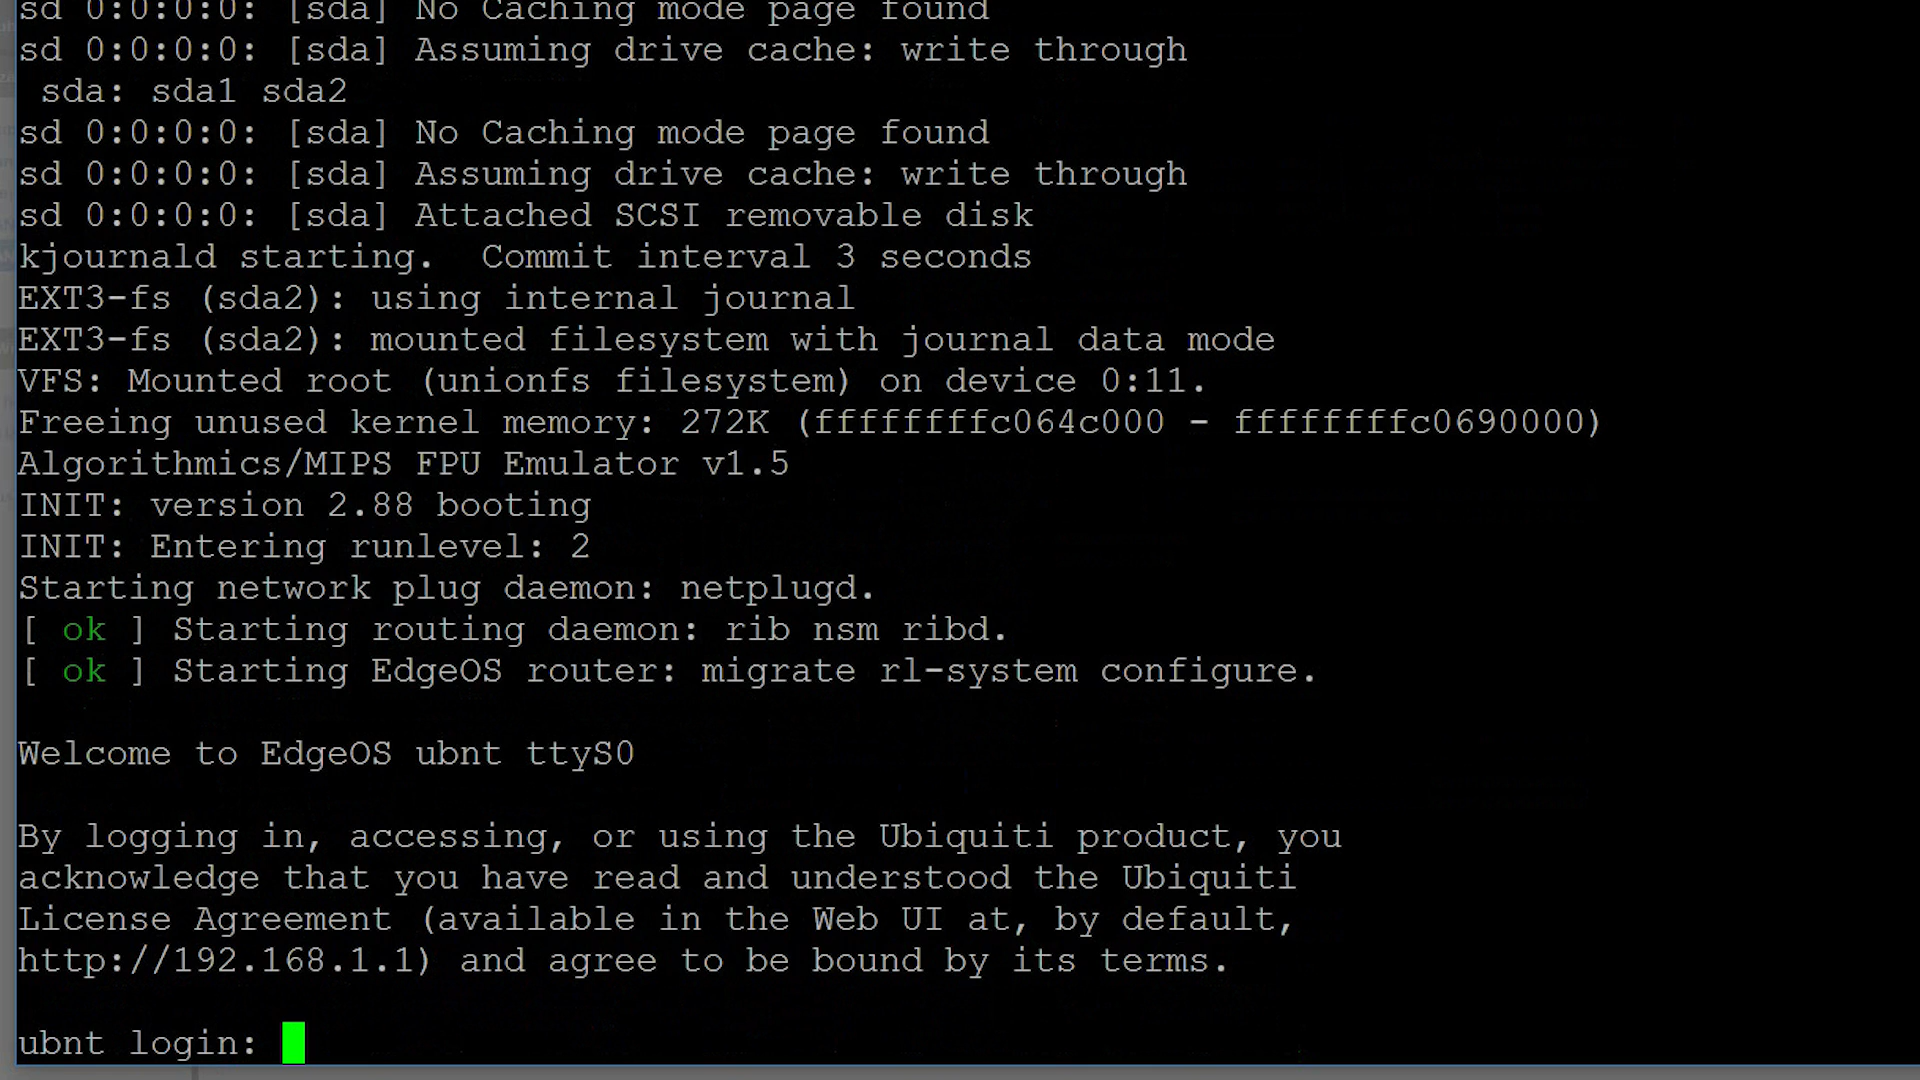 sd 0:0:0:0: [sda] No Caching mode page found
sd 0:0:0:0: [sda] Assuming drive cache: write through
 sda: sda1 sda2
sd 0:0:0:0: [sda] No Caching mode page found
sd 0:0:0:0: [sda] Assuming drive cache: write through
sd 0:0:0:0: [sda] Attached SCSI removable disk
kjournald starting.  Commit interval 3 seconds
EXT3-fs (sda2): using internal journal
EXT3-fs (sda2): mounted filesystem with journal data mode
VFS: Mounted root (unionfs filesystem) on device 0:11.
Freeing unused kernel memory: 272K (ffffffffc064c000 - ffffffffc0690000)
Algorithmics/MIPS FPU Emulator v1.5
INIT: version 2.88 booting
INIT: Entering runlevel: 2
Starting network plug daemon: netplugd.
[ ok ] Starting routing daemon: rib nsm ribd.
[ ok ] Starting EdgeOS router: migrate rl-system configure.
Welcome to EdgeOS ubnt ttyS0
By logging in, accessing, or using the Ubiquiti product, you
acknowledge that you have read and understood the Ubiquiti
License Agreement (available in the Web UI at, by default,
http://192.168.1.1) and agree to be bound by its terms.
ubnt login: